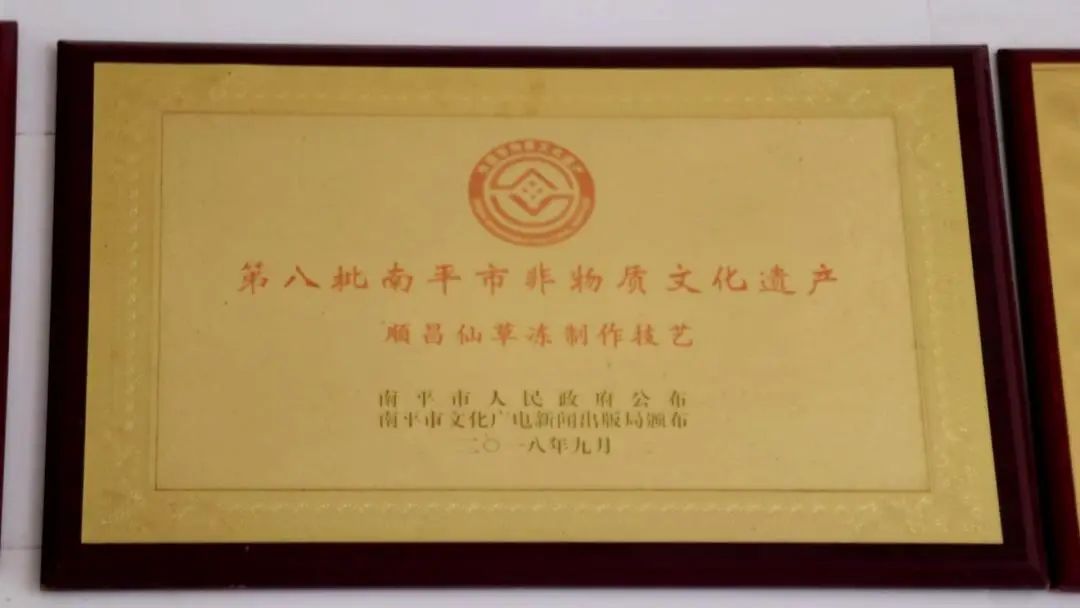 第八批南平市非物质文化遗产
顺昌仙草冻制作技艺
南平市人民政府公布
南平市文化广电新闻出版局颁布
二〇一八年九月